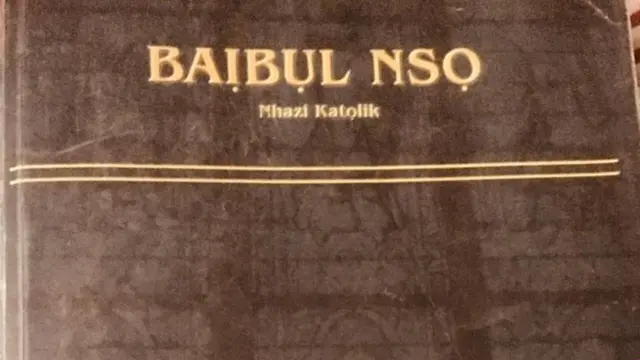 BAỊBỤL NSỌ
Nhazi Katọlik